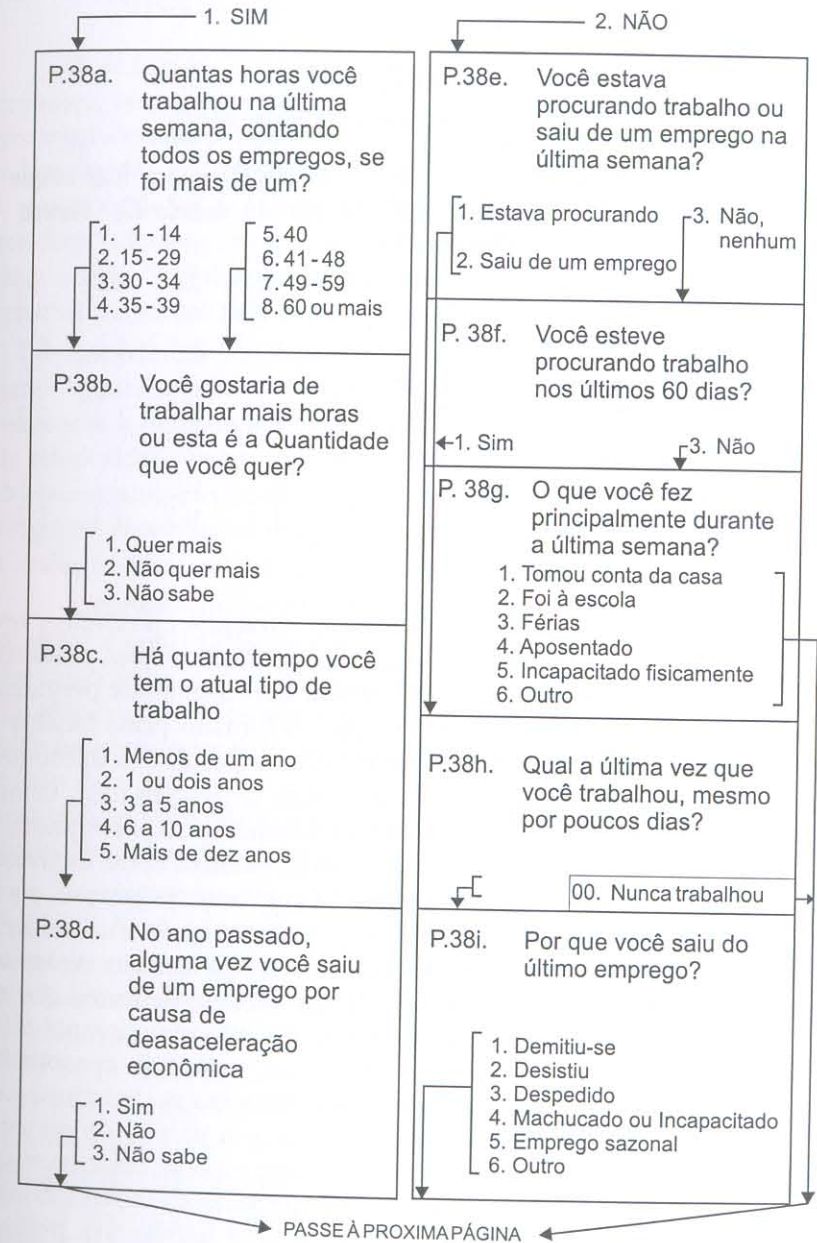 1. SIM
P.38a. Quantas horas você
trabalhou na última
semana, contando
todos os empregos, se
foi mais de um?
1. 1 - 14
2. 15 - 29
3. 30 - 34
4. 35 - 39
5. 40
6. 41 - 48
7. 49 - 59
8. 60 ou mais
P.38b. Você gostaria de
trabalhar mais horas
ou esta é a Quantidade
que você quer?
1. Quer mais
2. Não quer mais
3. Não sabe
P.38c. Há quanto tempo você
tem o atual tipo de
trabalho
1. Menos de um ano
2. 1 ou dois anos
3. 3 a 5 anos
4. 6 a 10 anos
5. Mais de dez anos
P.38d. No ano passado,
alguma vez você saiu
de um emprego por
causa de
deasaceleração
econômica
1. Sim
2. Não
3. Não sabe
2. NÃO
P.38e. Você estava
procurando trabalho ou
saiu de um emprego na
última semana?
1. Estava procurando
2. Saiu de um emprego
3. Não,
nenhum
P. 38f. Você esteve
procurando trabalho
nos últimos 60 dias?
1. Sim
3. Não
P. 38g. O que você fez
principalmente durante
a última semana?
1. Tomou conta da casa
2. Foi à escola
3. Férias
4. Aposentado
5. Incapacitado fisicamente
6. Outro
P.38h. Qual a última vez que
você trabalhou, mesmo
por poucos dias?
00. Nunca trabalhou
P.38i. Por que você saiu do
último emprego?
1. Demitiu-se
2. Desistiu
3. Despedido
4. Machucado ou Incapacitado
5. Emprego sazonal
6. Outro
PASSE À PROXIMA PÁGINA